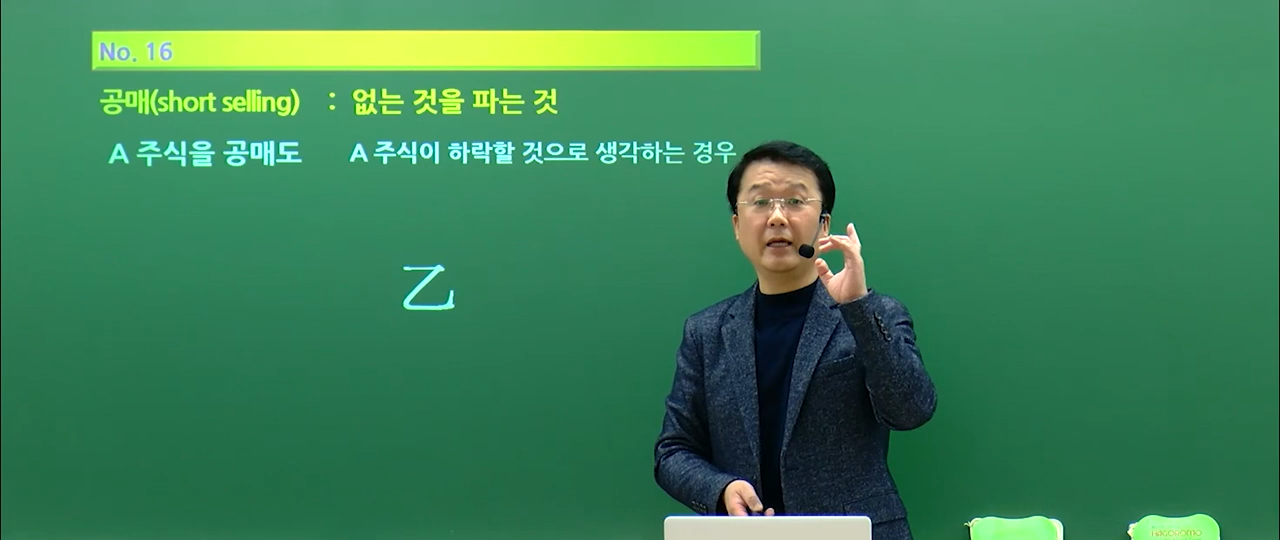 No. 16
공매(short selling) : 없는 것을 파는 것
A 주식을 공매도 A 주식이 하락할 것으로 생각하는 경우
乙